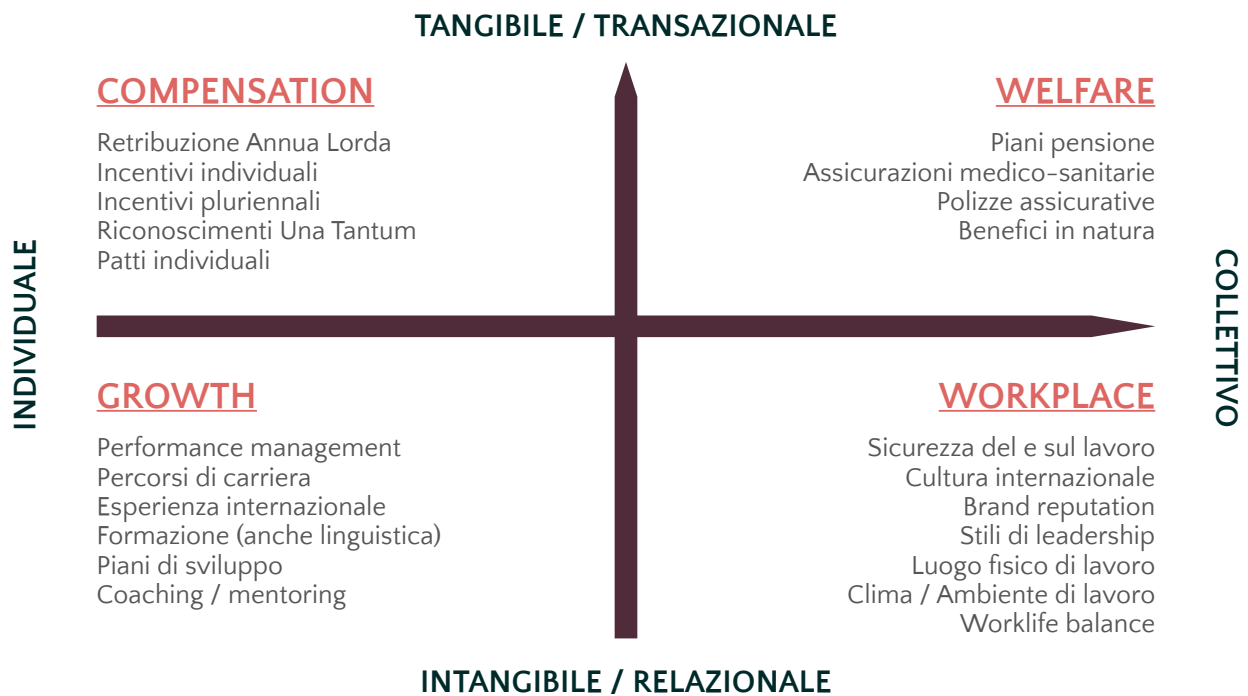 TANGIBILE / TRANSAZIONALE
COMPENSATION
Retribuzione Annua Lorda
Incentivi individuali
Incentivi pluriennali
Riconoscimenti Una Tantum
Patti individuali
WELFARE
Piani pensione
Assicurazioni medico-sanitarie
Polizze assicurative
Benefici in natura
INDIVIDUALE
COLLETTIVO
GROWTH
Performance management
Percorsi di carriera
Esperienza internazionale
Formazione (anche linguistica)
Piani di sviluppo
Coaching / mentoring
WORKPLACE
Sicurezza del e sul lavoro
Cultura internazionale
Brand reputation
Stili di leadership
Luogo fisico di lavoro
Clima / Ambiente di lavoro
Worklife balance
INTANGIBILE / RELAZIONALE